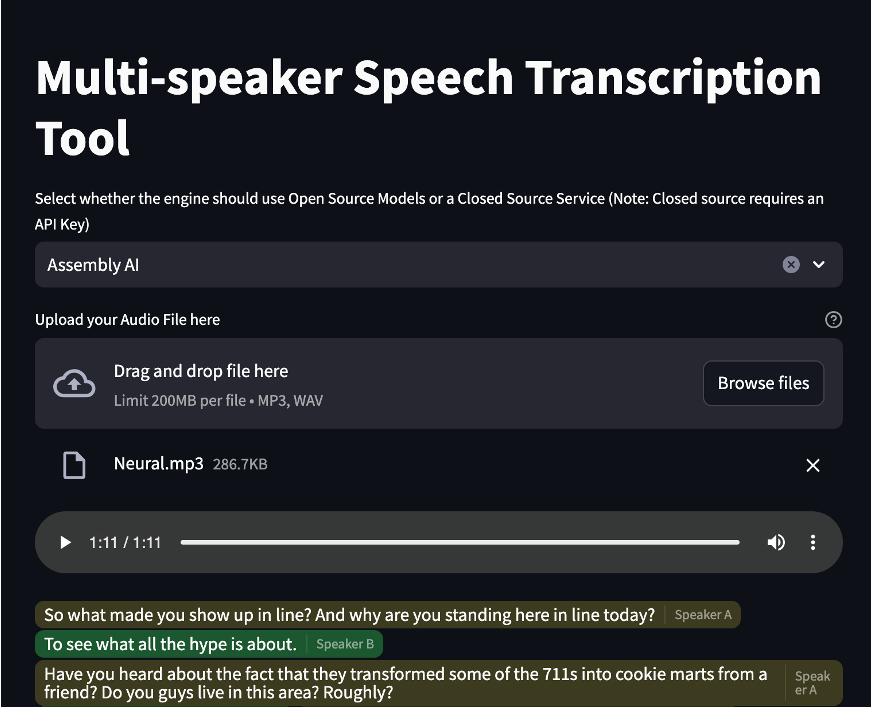 Multi-speaker Speech Transcription
Tool
Select whether the engine should use Open Source Models or a Closed Source Service (Note: Closed source requires an
API Key)
Assembly AI
Upload your Audio File here
Drag and drop file here
Limit 200MB per file • MP3, WAV
Browse files
Neural.mp3 286.7KB
1:11 / 1:11
So what made you show up in line? And why are you standing here in line today? Speaker A
To see what all the hype is about. Speaker B
Have you heard about the fact that they transformed some of the 711s into cookie marts from a
friend? Do you guys live in this area? Roughly?
Speak
er A